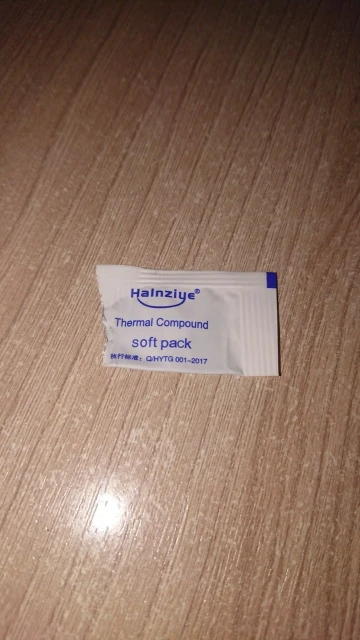 Halnziye®
Thermal Compound
soft pack
执行标准：Q/HYTG 001-2017